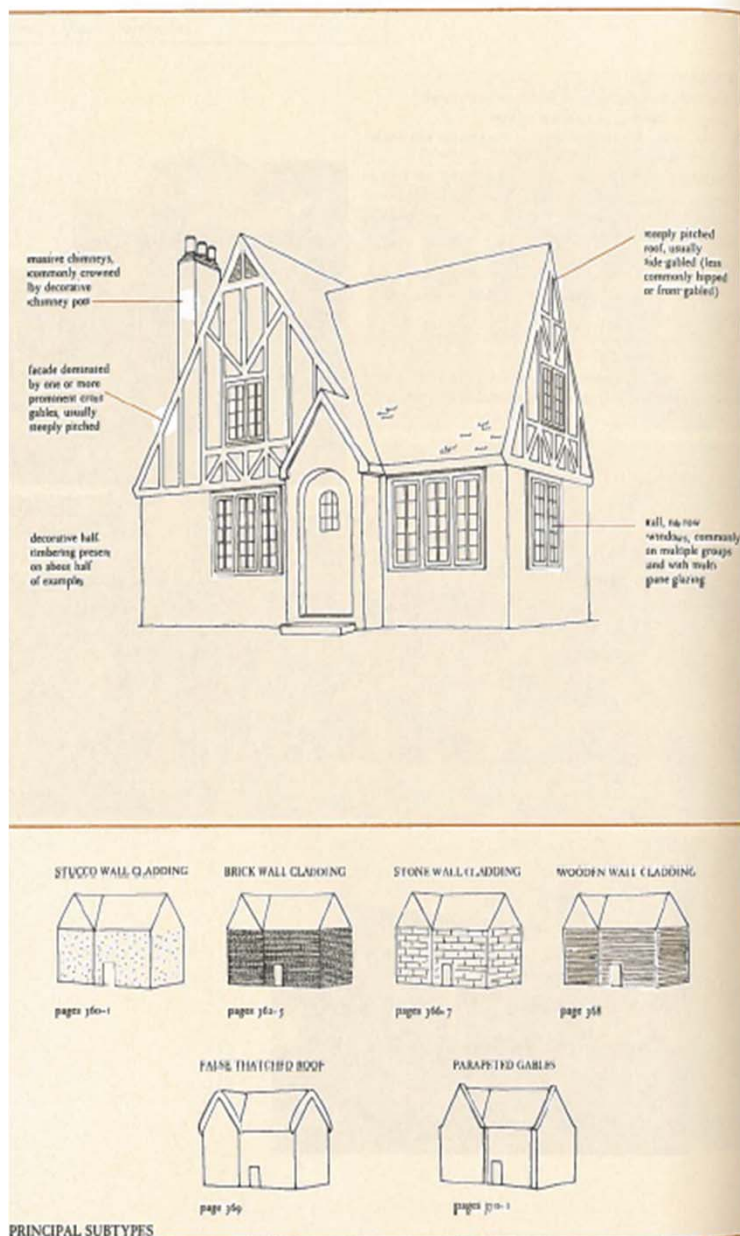 massive chimneys,
commonly crowned
by decorative
chimney pots
steeply pitched
roof, usually
side-gabled (less
commonly hipped
or front-gabled)
facade dominated
by one or more
prominent cross
gables, usually
steeply pitched
decorative half
timbering present
on about half
of examples
tall, narrow
windows, commonly
in multiple groups
and with multi
pane glazing
STUCCO WALL CLADDING
BRICK WALL CLADDING
STONE WALL CLADDING
WOODEN WALL CLADDING
pages 360-1
pages 362-5
pages 366-7
page 368
FALSE THATCHED ROOF
PARAPETED GABLES
page 369
pages 370-1
PRINCIPAL SUBTYPES